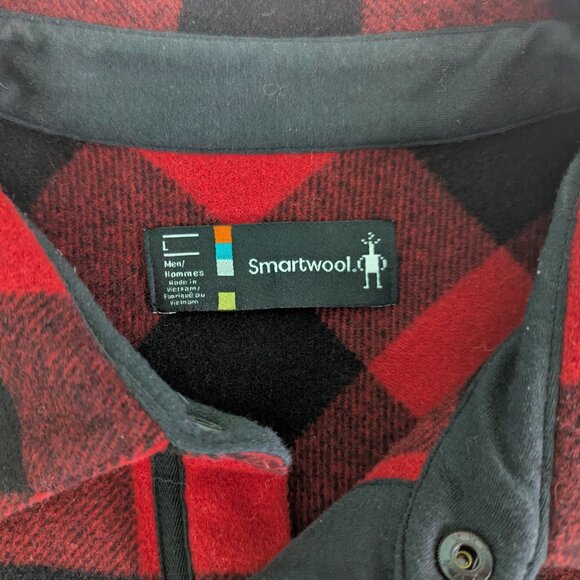 L
Men/
Hommes
Made in
Vietnam/
Fabriqué au
Vietnam
Smartwool.